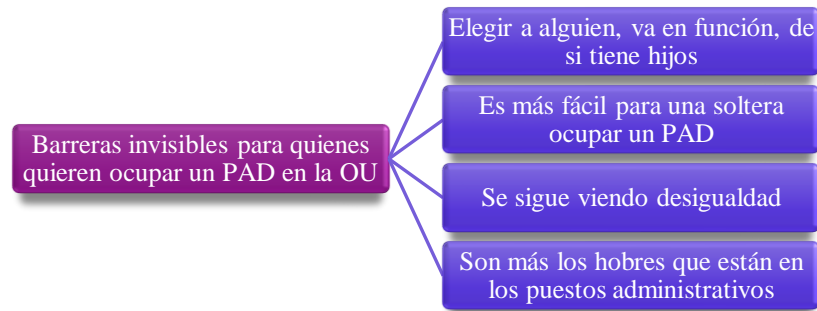 Elegir a alguien, va en función, de
si tiene hijos
Es más fácil para una soltera
ocupar un PAD
Barreras invisibles para quienes
quieren ocupar un PAD en la OU
Se sigue viendo desigualdad
Son más los hobres que están en
los puestos administrativos